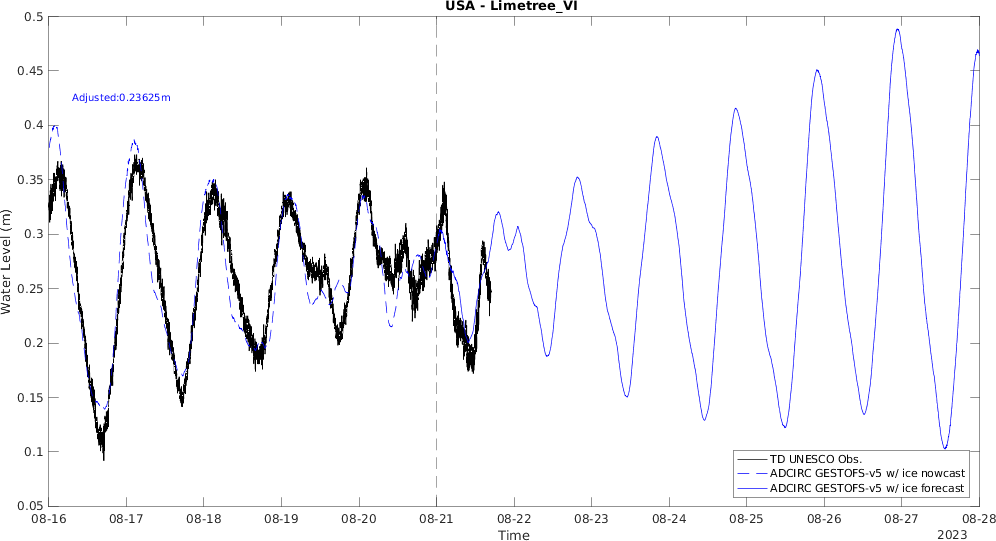 USA - Limetree_VI
0.5
0.45
0.4
0.35
0.3
0.25
0.2
0.15
0.1
0.05
Water Level (m)
Adjusted:0.23625m
TD UNESCO Obs.
ADCIRC GESTOFS-v5 w/ ice nowcast
ADCIRC GESTOFS-v5 w/ ice forecast
08-16 08-17 08-18 08-19 08-20 08-21 08-22 08-23 08-24 08-25 08-26 08-27 08-28
Time
2023